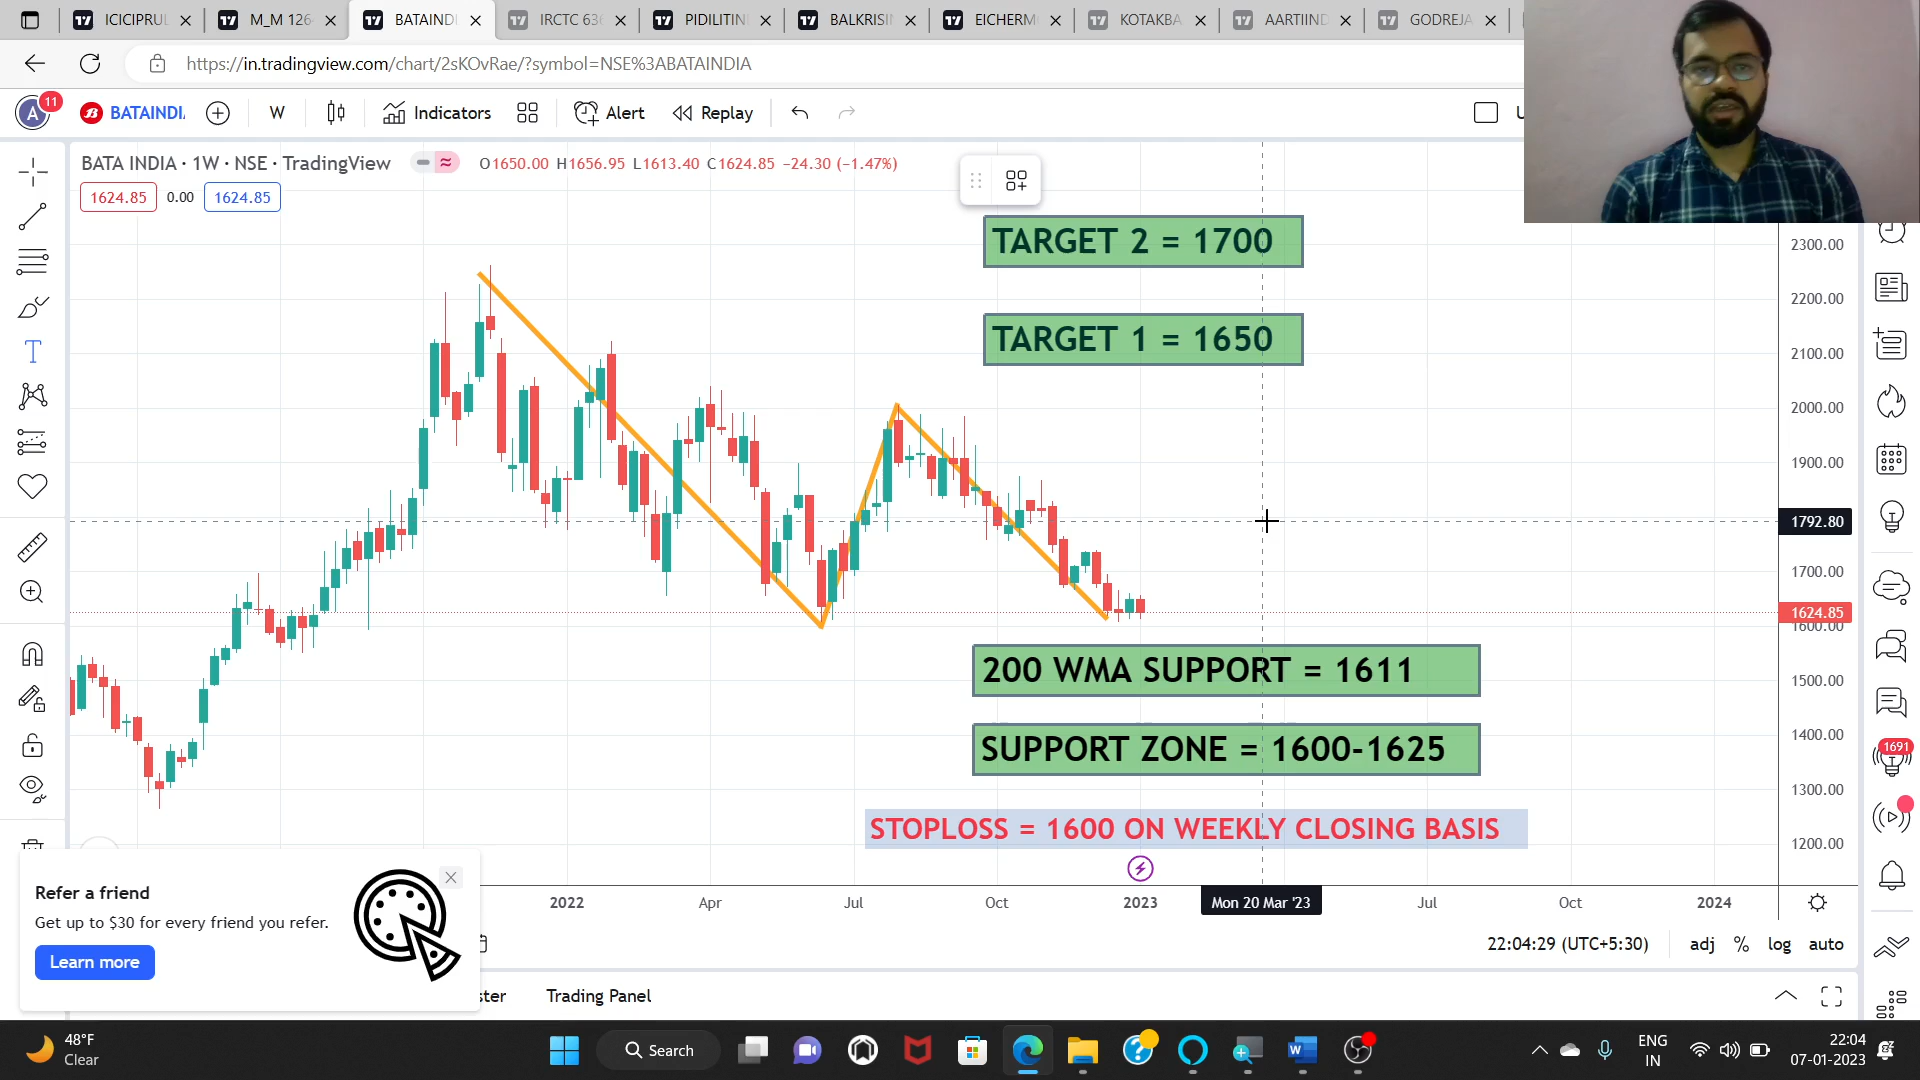 ICICIPRUL
M_M 126
BATAINDI
IRCTC 636
PIDILITIN
BALKRISI
EICHERM
KOTAKBA
AARTIIND
GODREJA
https://in.tradingview.com/chart/2sKOvRae/?symbol=NSE%3ABATAINDIA
A
11
BATAINDI
W
Indicators
Alert
Replay
BATA INDIA · 1W · NSE · TradingView
O1650.00 H1656.95 L1613.40 C1624.85 −24.30 (−1.47%)
1624.85
0.00
1624.85
TARGET 2 = 1700
TARGET 1 = 1650
200 WMA SUPPORT = 1611
SUPPORT ZONE = 1600-1625
STOPLOSS = 1600 ON WEEKLY CLOSING BASIS
2300.00
2200.00
2100.00
2000.00
1900.00
1792.80
1700.00
1624.85
1600.00
1500.00
1400.00
1300.00
1200.00
1691
2022
Apr
Jul
Oct
2023
Mon 20 Mar '23
Jul
Oct
2024
Refer a friend
Get up to $30 for every friend you refer.
Learn more
22:04:29 (UTC+5:30)
adj
%
log
auto
ster
Trading Panel
48°F
Clear
Search
ENG
IN
22:04
07-01-2023